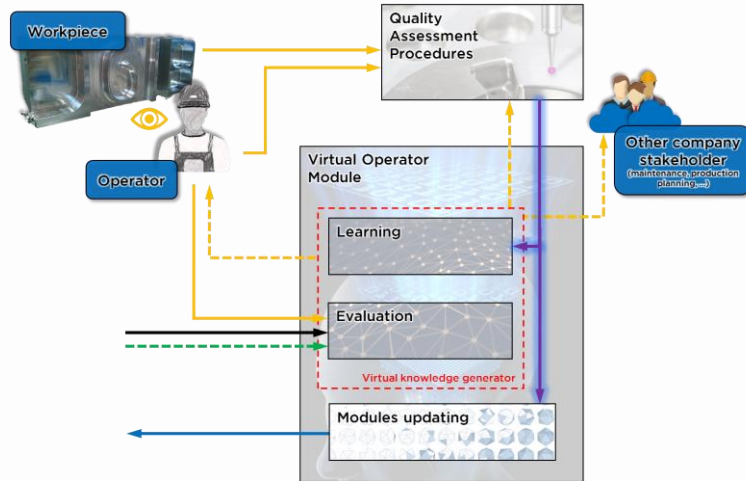 Workpiece
Quality
Assessment
Procedures
Operator
Other company
stakeholder
(maintenance, production
planning,...)
Virtual Operator
Module
Learning
Evaluation
Virtual knowledge generator
Modules updating